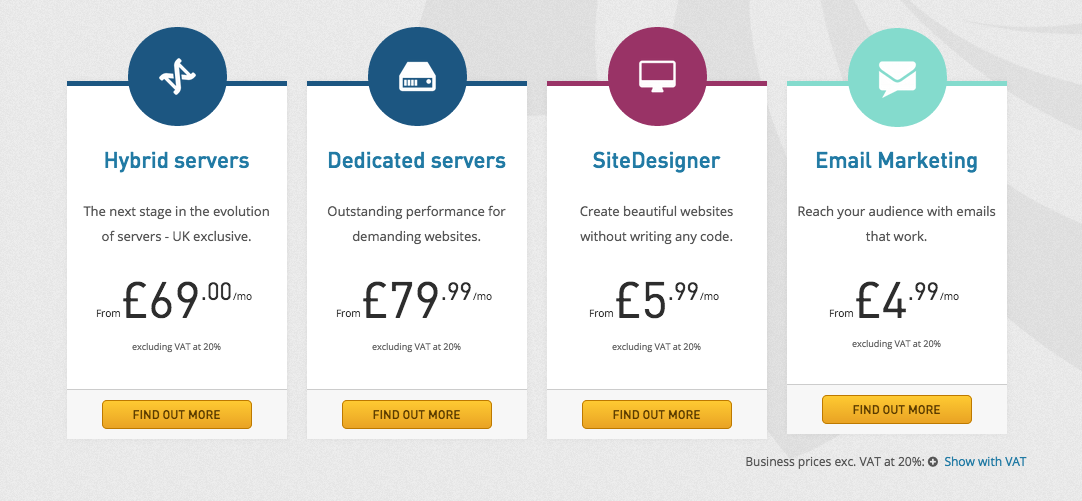 Hybrid servers
The next stage in the evolution
of servers - UK exclusive.
From £69.00/mo
excluding VAT at 20%
FIND OUT MORE
Dedicated servers
Outstanding performance for
demanding websites.
From £79.99/mo
excluding VAT at 20%
FIND OUT MORE
SiteDesigner
Create beautiful websites
without writing any code.
From £5.99/mo
excluding VAT at 20%
FIND OUT MORE
Email Marketing
Reach your audience with emails
that work.
From £4.99/mo
excluding VAT at 20%
FIND OUT MORE
Business prices exc. VAT at 20%: Show with VAT